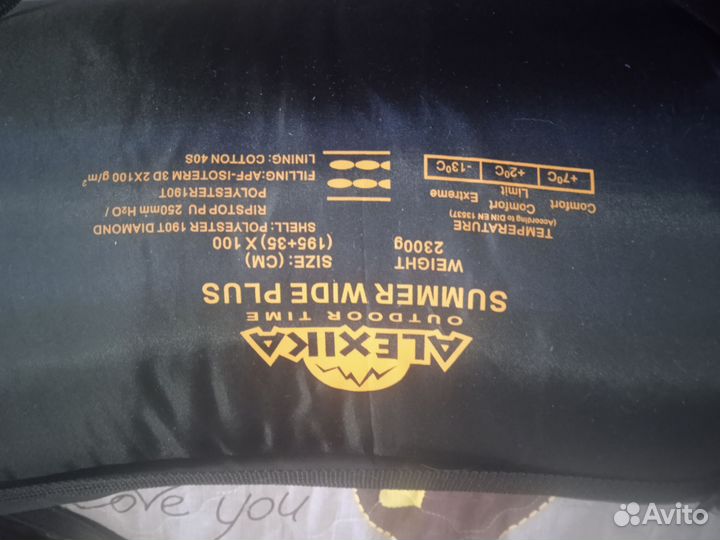 ALEXIKA
OUTDOOR TIME
SUMMER WIDE PLUS
WEIGHT
2300g
SIZE: (CM)
(195+35) X 100
TEMPERATURE
(According to DIN EN 13537)
Comfort Comfort Limit Extreme
+7°C +2°C -13°C
SHELL: POLYESTER 190T DIAMOND
RIPSTOP PU 250mm H2O /
POLYESTER190T
FILLING:APF-ISOTERM 3D 2X100 g/m²
LINING: COTTON 40S
Love you
Avito